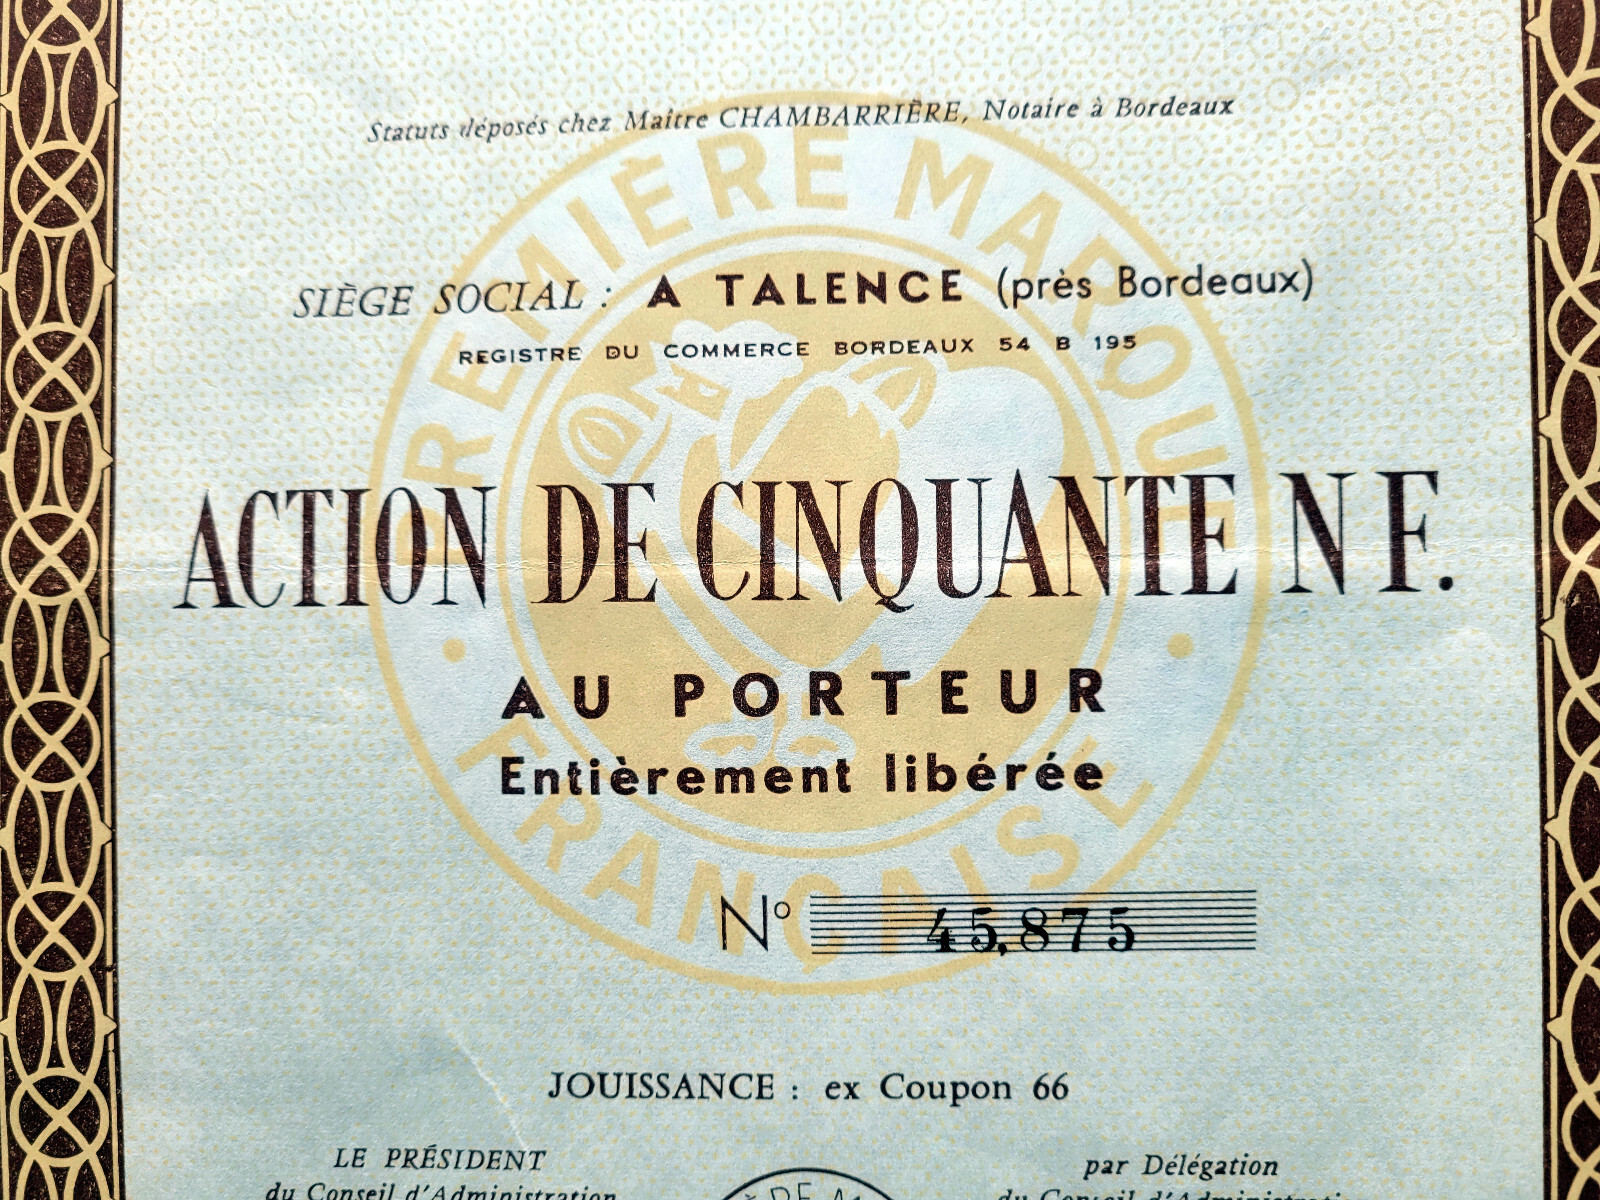 Statuts déposés chez Maître CHAMBARRIÈRE, Notaire à Bordeaux
PREMIÈRE MARQUE
SIÈGE SOCIAL : A TALENCE (près Bordeaux)
REGISTRE DU COMMERCE BORDEAUX 54 B 195
ACTION DE CINQUANTE N F.
AU PORTEUR
Entièrement libérée
FRANÇAISE
No 45,875
JOUISSANCE : ex Coupon 66
LE PRÉSIDENT
du Conseil d'Administration
par Délégation
du Conseil